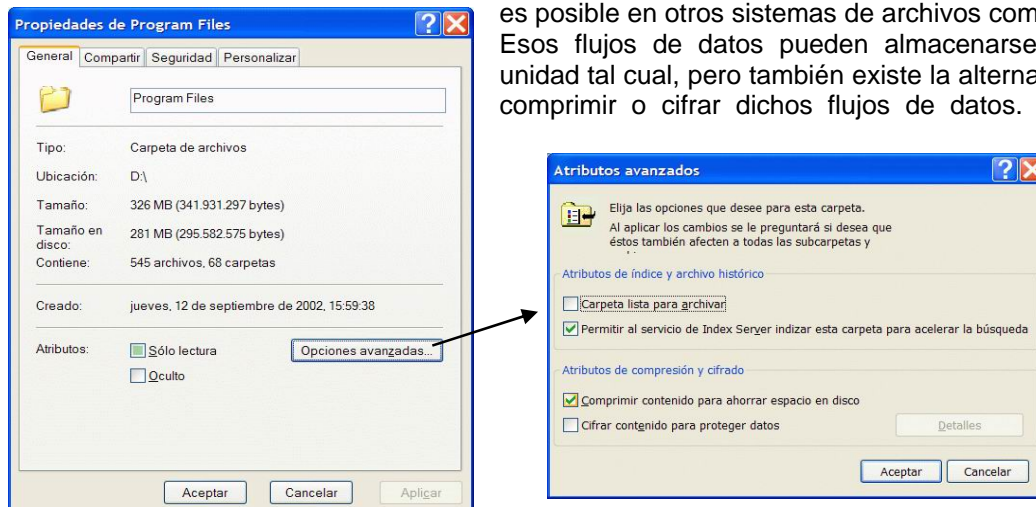 es posible en otros sistemas de archivos com
Esos flujos de datos pueden almacenarse
unidad tal cual, pero también existe la alterna
comprimir o cifrar dichos flujos de datos.
Propiedades de Program Files
General Compartir Seguridad Personalizar
Program Files
Tipo: Carpeta de archivos
Ubicación: D:\
Tamaño: 326 MB (341.931.297 bytes)
Tamaño en disco: 281 MB (295.582.575 bytes)
Contiene: 545 archivos, 68 carpetas
Creado: jueves, 12 de septiembre de 2002, 15:59:38
Atributos: Sólo lectura Opciones avanzadas...
Oculto
Aceptar Cancelar Aplicar
Atributos avanzados
Elija las opciones que desee para esta carpeta.
Al aplicar los cambios se le preguntará si desea que
éstos también afecten a todas las subcarpetas y
Atributos de índice y archivo histórico
Carpeta lista para archivar
Permitir al servicio de Index Server indizar esta carpeta para acelerar la búsqueda
Atributos de compresión y cifrado
Comprimir contenido para ahorrar espacio en disco
Cifrar contenido para proteger datos Detalles
Aceptar Cancelar